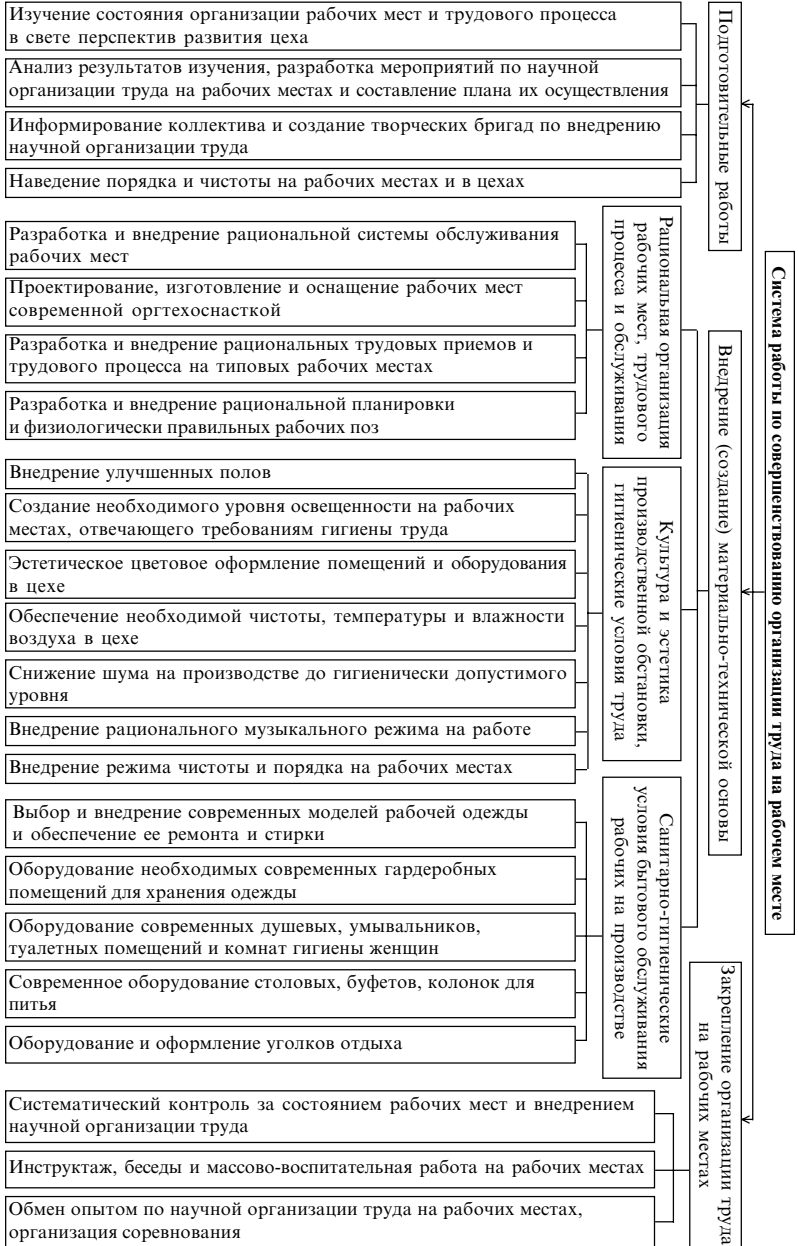 Система работы по совершенствованию организации труда на рабочем месте
Подготовительные работы
Изучение состояния организации рабочих мест и трудового процесса
в свете перспектив развития цеха
Анализ результатов изучения, разработка мероприятий по научной
организации труда на рабочих местах и составление плана их осуществления
Информирование коллектива и создание творческих бригад по внедрению
научной организации труда
Наведение порядка и чистоты на рабочих местах и в цехах
Внедрение (создание) материально-технической основы
Рациональная организация
рабочих мест, трудового
процесса и обслуживания
Разработка и внедрение рациональной системы обслуживания
рабочих мест
Проектирование, изготовление и оснащение рабочих мест
современной оргтехоснасткой
Разработка и внедрение рациональных трудовых приемов и
трудового процесса на типовых рабочих местах
Разработка и внедрение рациональной планировки
и физиологически правильных рабочих поз
Культура и эстетика
производственной обстановки,
гигиенические условия труда
Внедрение улучшенных полов
Создание необходимого уровня освещенности на рабочих
местах, отвечающего требованиям гигиены труда
Эстетическое цветовое оформление помещений и оборудования
в цехе
Обеспечение необходимой чистоты, температуры и влажности
воздуха в цехе
Снижение шума на производстве до гигиенически допустимого
уровня
Внедрение рационального музыкального режима на работе
Внедрение режима чистоты и порядка на рабочих местах
Санитарно-гигиенические
условия бытового обслуживания
рабочих на производстве
Выбор и внедрение современных моделей рабочей одежды
и обеспечение ее ремонта и стирки
Оборудование необходимых современных гардеробных
помещений для хранения одежды
Оборудование современных душевых, умывальников,
туалетных помещений и комнат гигиены женщин
Современное оборудование столовых, буфетов, колонок для
питья
Оборудование и оформление уголков отдыха
Закрепление организации труда
на рабочих местах
Систематический контроль за состоянием рабочих мест и внедрением
научной организации труда
Инструктаж, беседы и массово-воспитательная работа на рабочих местах
Обмен опытом по научной организации труда на рабочих местах,
организация соревнования